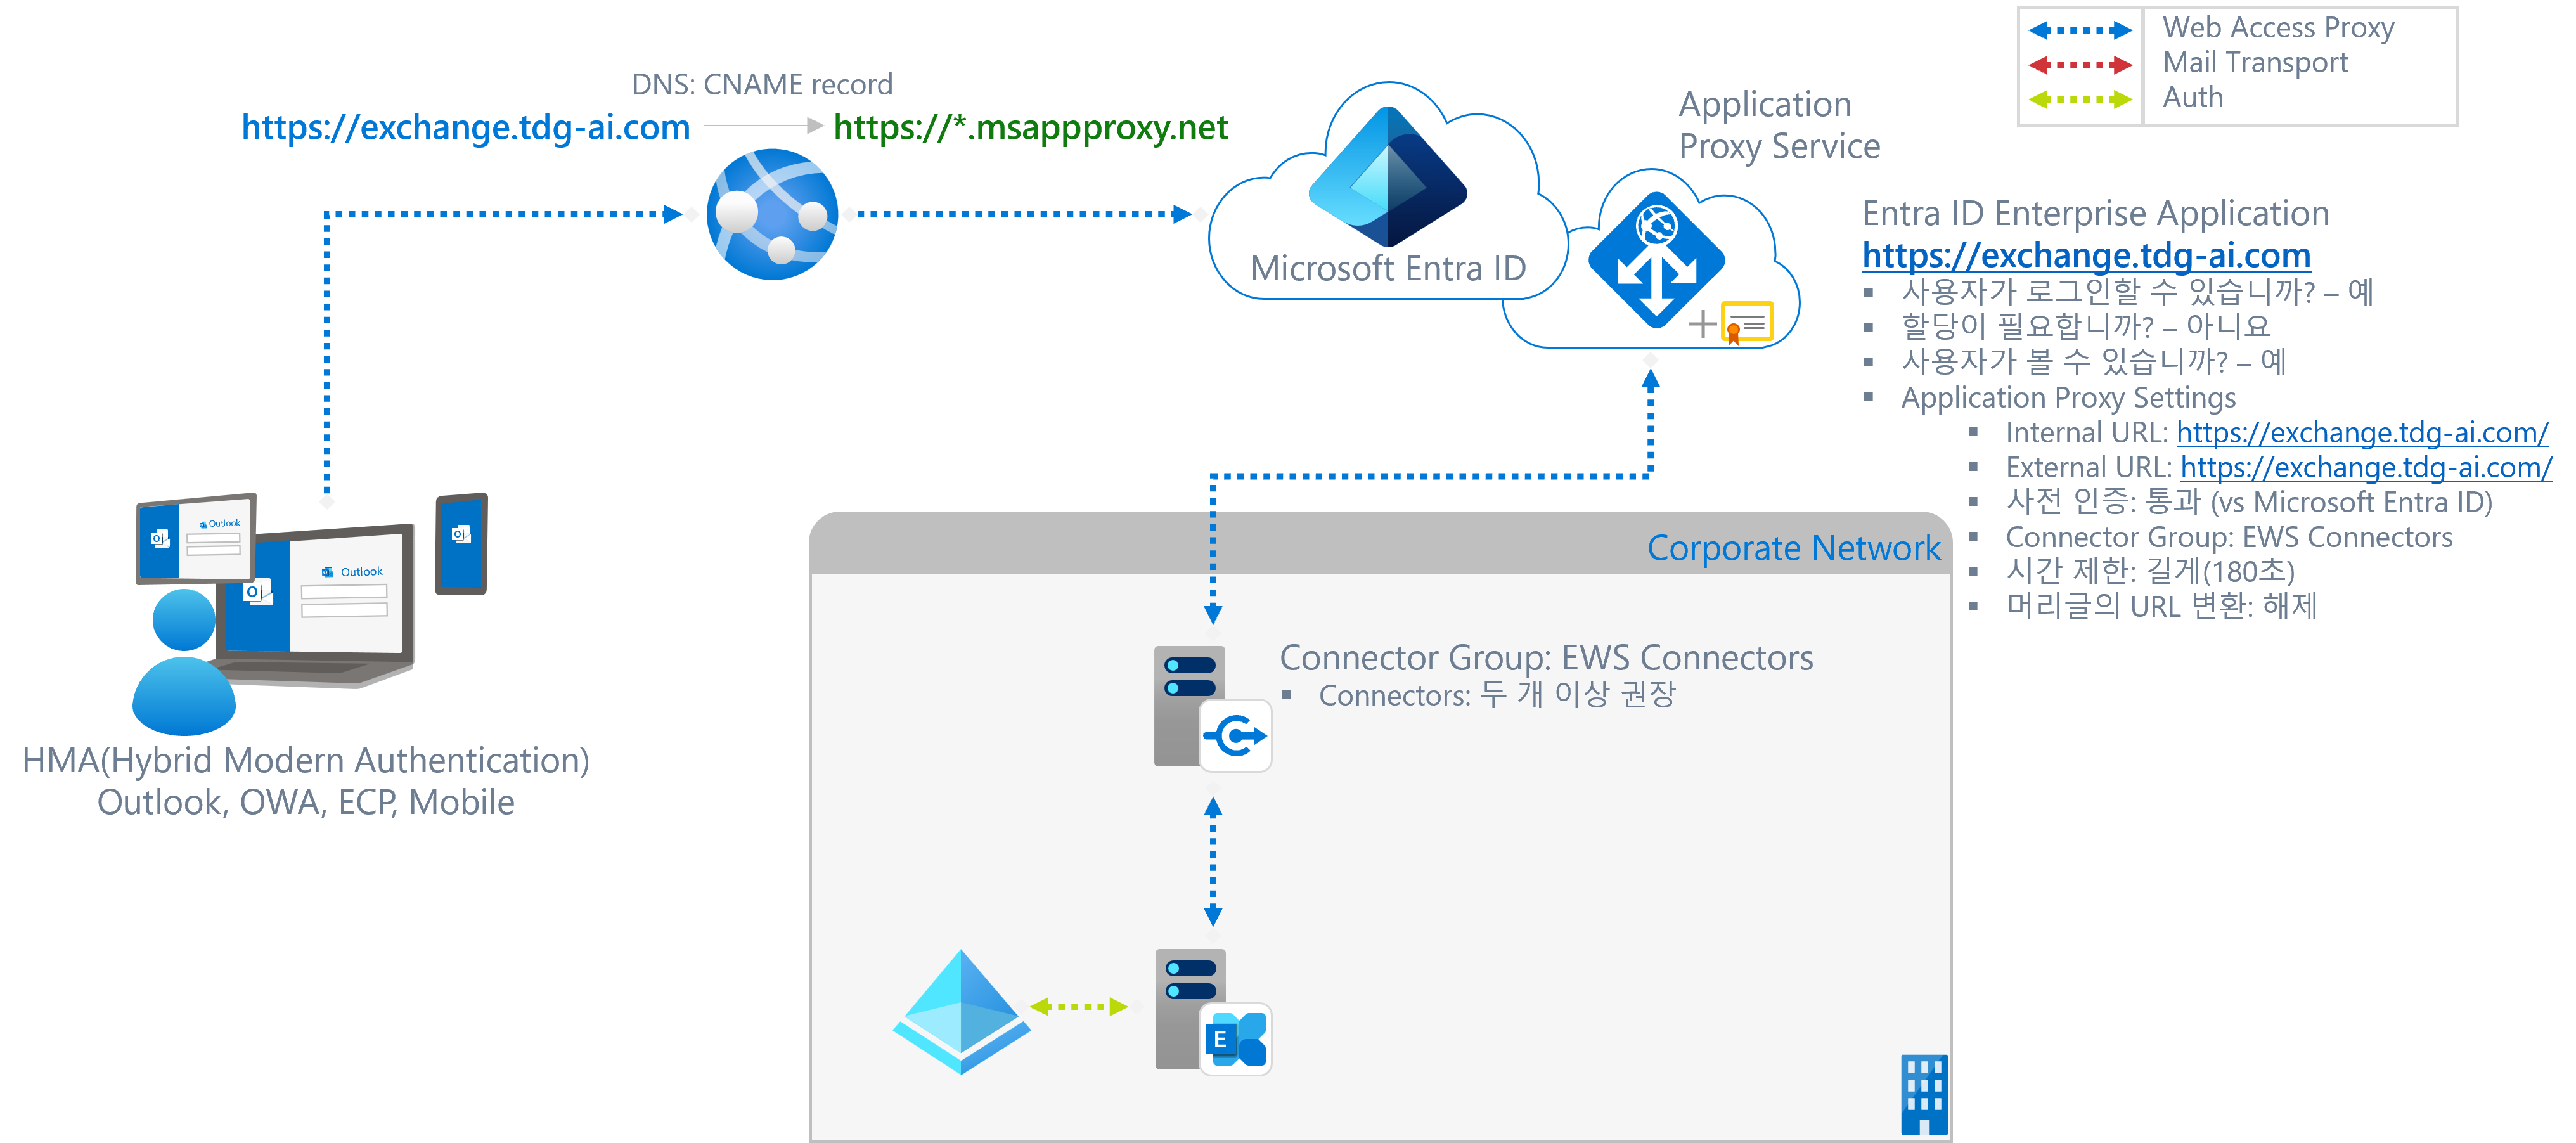 Web Access Proxy
Mail Transport
Auth
DNS: CNAME record
https://exchange.tdg-ai.com
https://*.msappproxy.net
Application
Proxy Service
Microsoft Entra ID
Entra ID Enterprise Application
https://exchange.tdg-ai.com
▪ 사용자가 로그인할 수 있습니까? – 예
▪ 할당이 필요합니까? – 아니요
▪ 사용자가 볼 수 있습니까? – 예
▪ Application Proxy Settings
▪ Internal URL: https://exchange.tdg-ai.com/
▪ External URL: https://exchange.tdg-ai.com/
▪ 사전 인증: 통과 (vs Microsoft Entra ID)
▪ Connector Group: EWS Connectors
▪ 시간 제한: 길게(180초)
▪ 머리글의 URL 변환: 해제
Outlook
Outlook
HMA(Hybrid Modern Authentication)
Outlook, OWA, ECP, Mobile
Corporate Network
Connector Group: EWS Connectors
▪ Connectors: 두 개 이상 권장
E